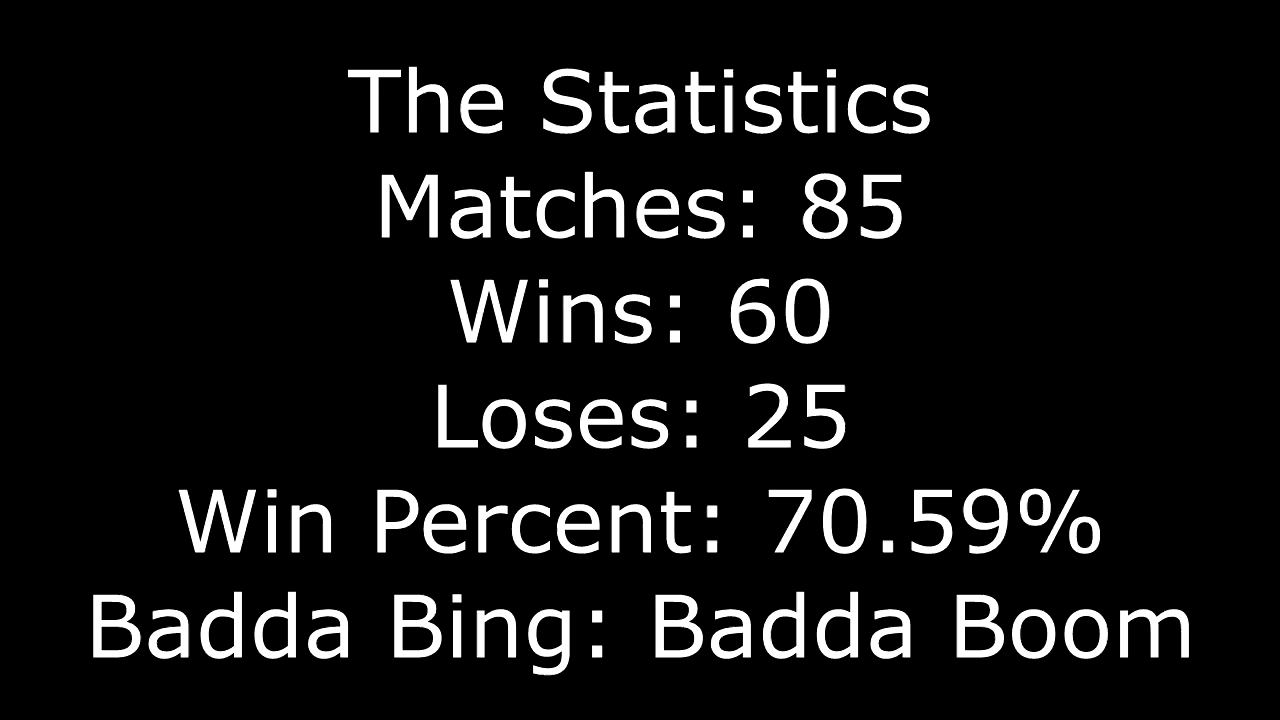 The Statistics
Matches: 85
Wins: 60
Loses: 25
Win Percent: 70.59%
Badda Bing: Badda Boom